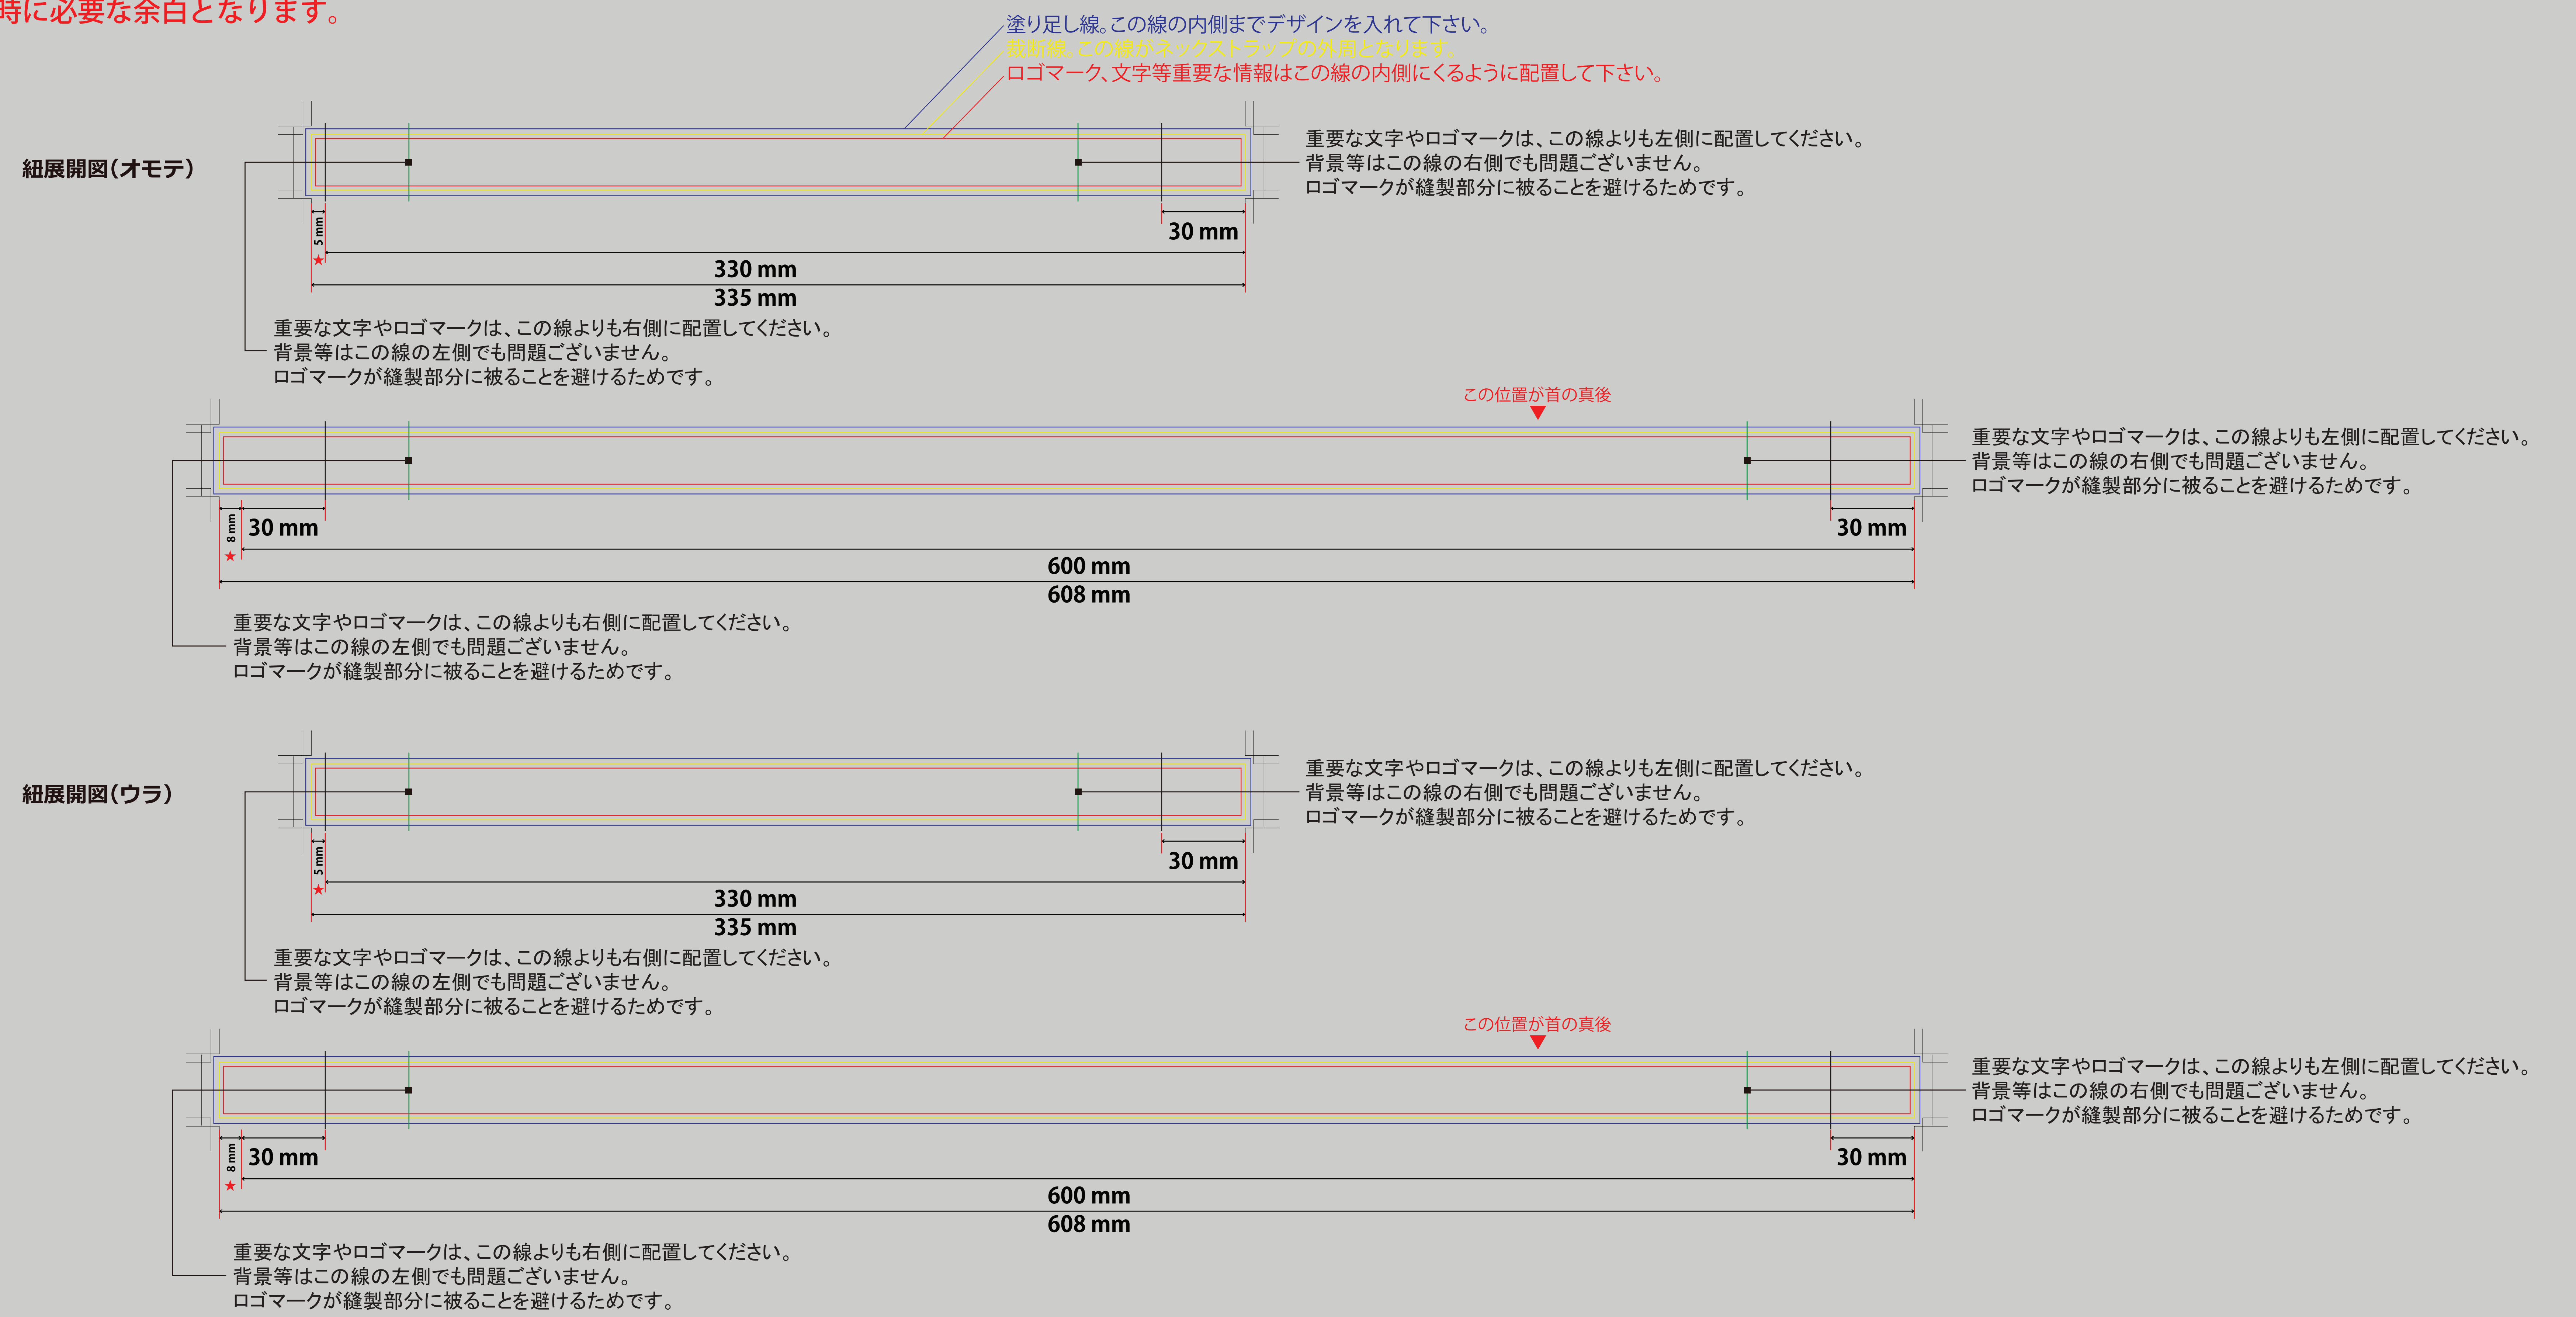 時に必要な余白となります。
塗り足し線。この線の内側までデザインを入れて下さい。
裁断線。この線がネックストラップの外周となります。
ロゴマーク、文字等重要な情報はこの線の内側にくるように配置して下さい。
紐展開図(オモテ)
重要な文字やロゴマークは、この線よりも左側に配置してください。
背景等はこの線の右側でも問題ございません。
ロゴマークが縫製部分に被ることを避けるためです。
5 mm
★
30 mm
330 mm
335 mm
重要な文字やロゴマークは、この線よりも右側に配置してください。
背景等はこの線の左側でも問題ございません。
ロゴマークが縫製部分に被ることを避けるためです。
この位置が首の真後
重要な文字やロゴマークは、この線よりも左側に配置してください。
背景等はこの線の右側でも問題ございません。
ロゴマークが縫製部分に被ることを避けるためです。
8 mm
★
30 mm
30 mm
600 mm
608 mm
重要な文字やロゴマークは、この線よりも右側に配置してください。
背景等はこの線の左側でも問題ございません。
ロゴマークが縫製部分に被ることを避けるためです。
紐展開図(ウラ)
重要な文字やロゴマークは、この線よりも左側に配置してください。
背景等はこの線の右側でも問題ございません。
ロゴマークが縫製部分に被ることを避けるためです。
5 mm
★
30 mm
330 mm
335 mm
重要な文字やロゴマークは、この線よりも右側に配置してください。
背景等はこの線の左側でも問題ございません。
ロゴマークが縫製部分に被ることを避けるためです。
この位置が首の真後
重要な文字やロゴマークは、この線よりも左側に配置してください。
背景等はこの線の右側でも問題ございません。
ロゴマークが縫製部分に被ることを避けるためです。
8 mm
★
30 mm
30 mm
600 mm
608 mm
重要な文字やロゴマークは、この線よりも右側に配置してください。
背景等はこの線の左側でも問題ございません。
ロゴマークが縫製部分に被ることを避けるためです。